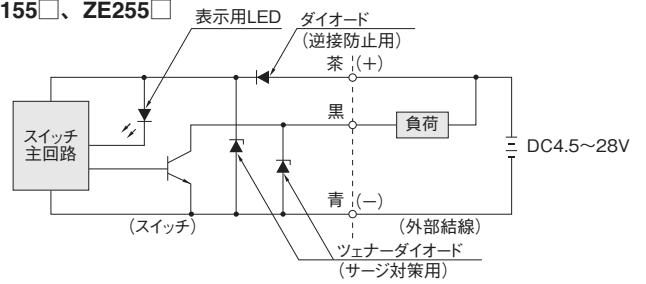 155□、ZE255□
表示用LED
ダイオード
(逆接防止用)
茶 (+)
黒
負荷
スイッチ
主回路
DC4.5～28V
青 (−)
(スイッチ)
(外部結線)
ツェナーダイオード
(サージ対策用)